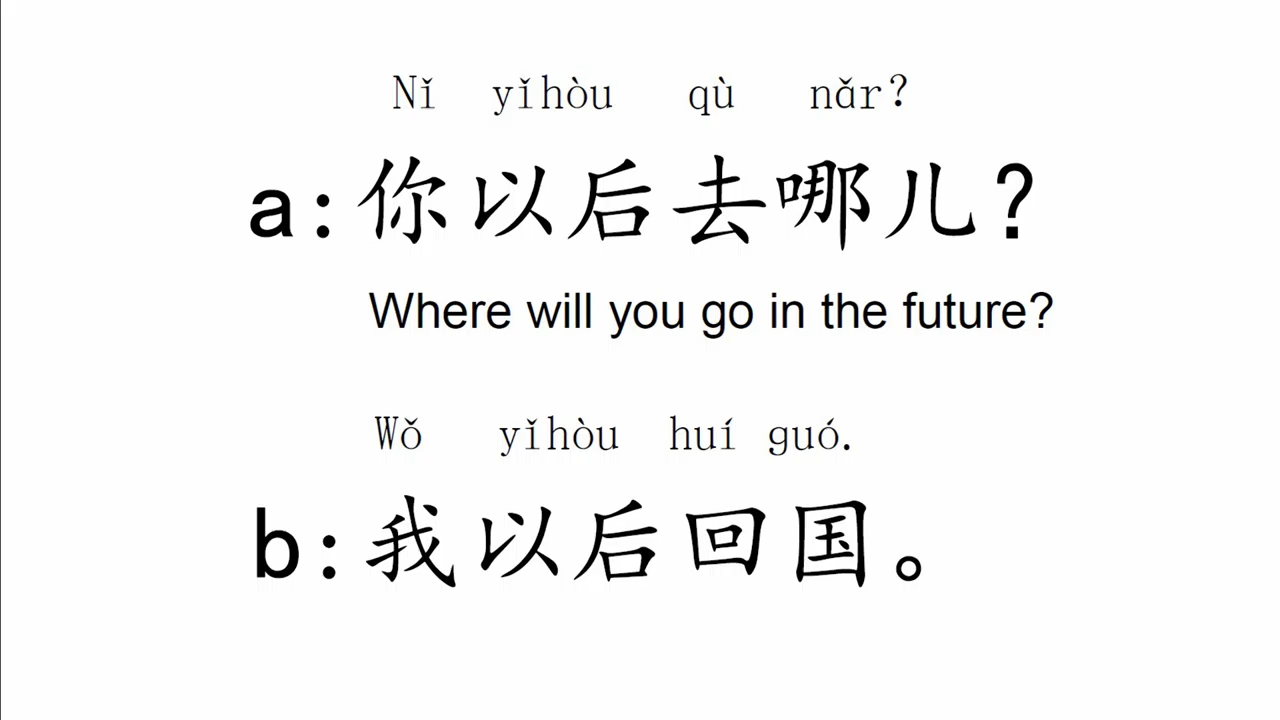 Nǐ yǐhòu qù nǎr?
a:你以后去哪儿?
Where will you go in the future?
Wǒ yǐhòu huí guó.
b:我以后回国。